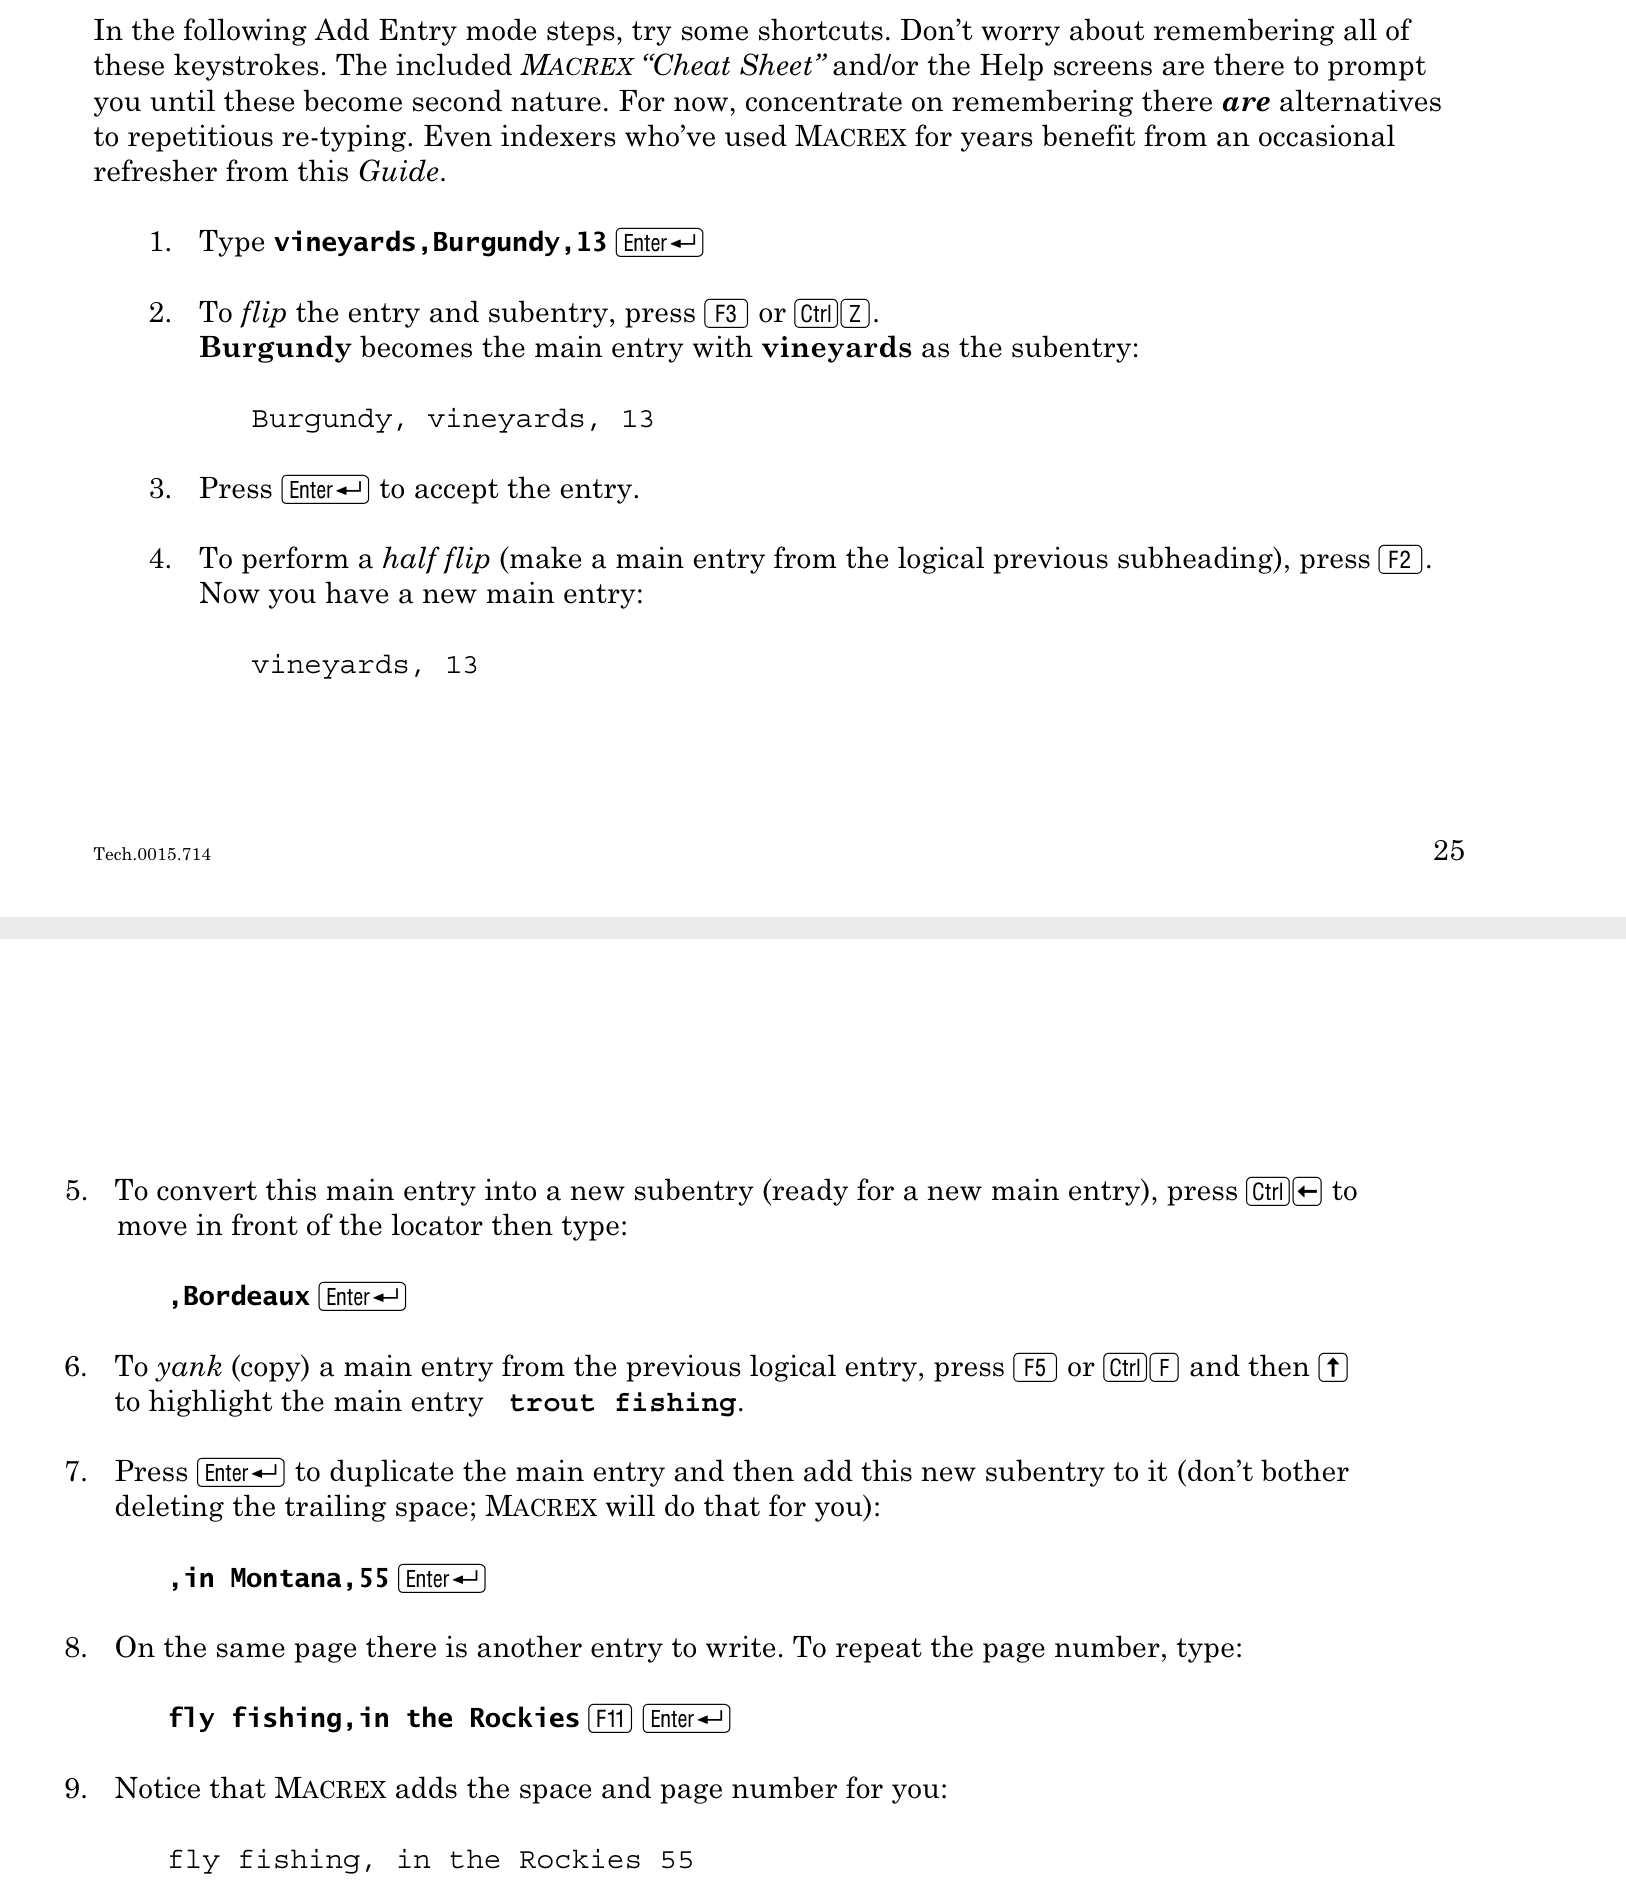 In the following Add Entry mode steps, try some shortcuts. Don’t worry about remembering all of
these keystrokes. The included MACREX “Cheat Sheet” and/or the Help screens are there to prompt
you until these become second nature. For now, concentrate on remembering there are alternatives
to repetitious re-typing. Even indexers who’ve used MACREX for years benefit from an occasional
refresher from this Guide.
1. Type vineyards,Burgundy,13 Enter↵
2. To flip the entry and subentry, press F3 or Ctrl Z.
Burgundy becomes the main entry with vineyards as the subentry:
Burgundy, vineyards, 13
3. Press Enter↵ to accept the entry.
4. To perform a half flip (make a main entry from the logical previous subheading), press F2.
Now you have a new main entry:
vineyards, 13
Tech.0015.714 25
5. To convert this main entry into a new subentry (ready for a new main entry), press Ctrl ← to
move in front of the locator then type:
,Bordeaux Enter↵
6. To yank (copy) a main entry from the previous logical entry, press F5 or Ctrl F and then ↑
to highlight the main entry trout fishing.
7. Press Enter↵ to duplicate the main entry and then add this new subentry to it (don’t bother
deleting the trailing space; MACREX will do that for you):
,in Montana,55 Enter↵
8. On the same page there is another entry to write. To repeat the page number, type:
fly fishing,in the Rockies F11 Enter↵
9. Notice that MACREX adds the space and page number for you:
fly fishing, in the Rockies 55